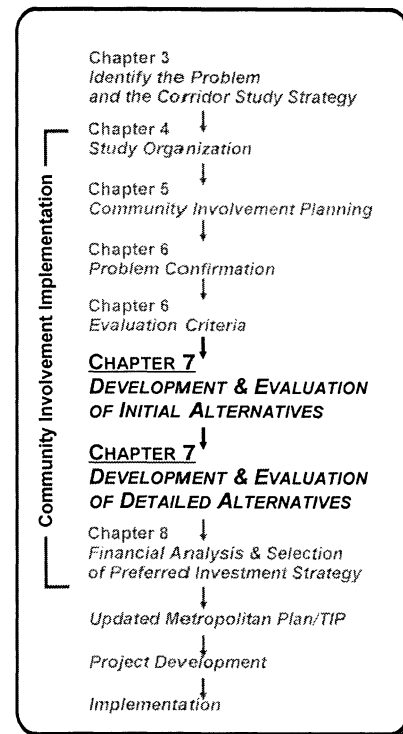 Community Involvement Implementation
Chapter 3
Identify the Problem
and the Corridor Study Strategy
Chapter 4
Study Organization
Chapter 5
Community Involvement Planning
Chapter 6
Problem Confirmation
Chapter 6
Evaluation Criteria
CHAPTER 7
DEVELOPMENT & EVALUATION
OF INITIAL ALTERNATIVES
CHAPTER 7
DEVELOPMENT & EVALUATION
OF DETAILED ALTERNATIVES
Chapter 8
Financial Analysis & Selection
of Preferred Investment Strategy
Updated Metropolitan Plan/TIP
Project Development
Implementation